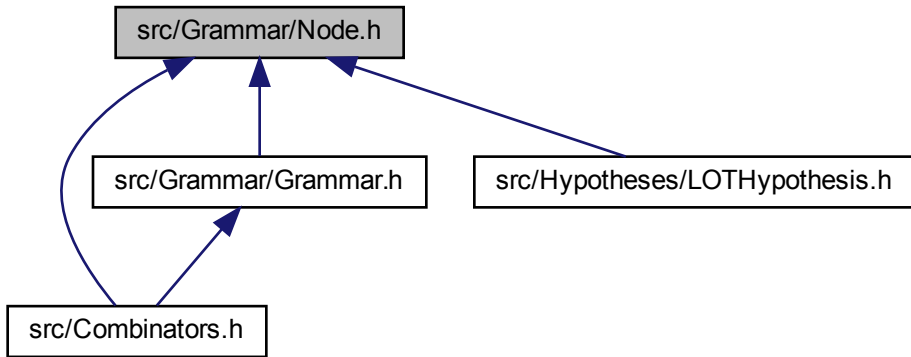 src/Grammar/Node.h
src/Grammar/Grammar.h
src/Hypotheses/LOTHypothesis.h
src/Combinators.h